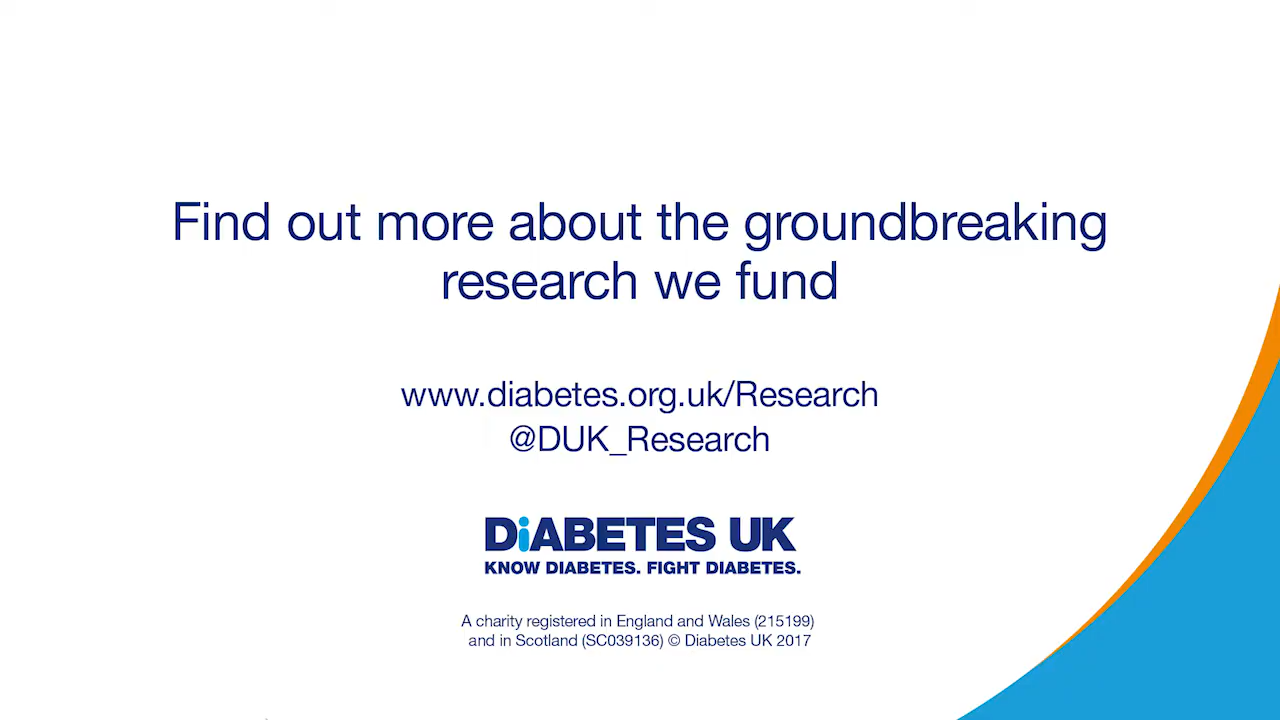 Find out more about the groundbreaking
research we fund
www.diabetes.org.uk/Research
@DUK_Research
DiABETES UK
KNOW DIABETES. FIGHT DIABETES.
A charity registered in England and Wales (215199)
and in Scotland (SC039136) © Diabetes UK 2017